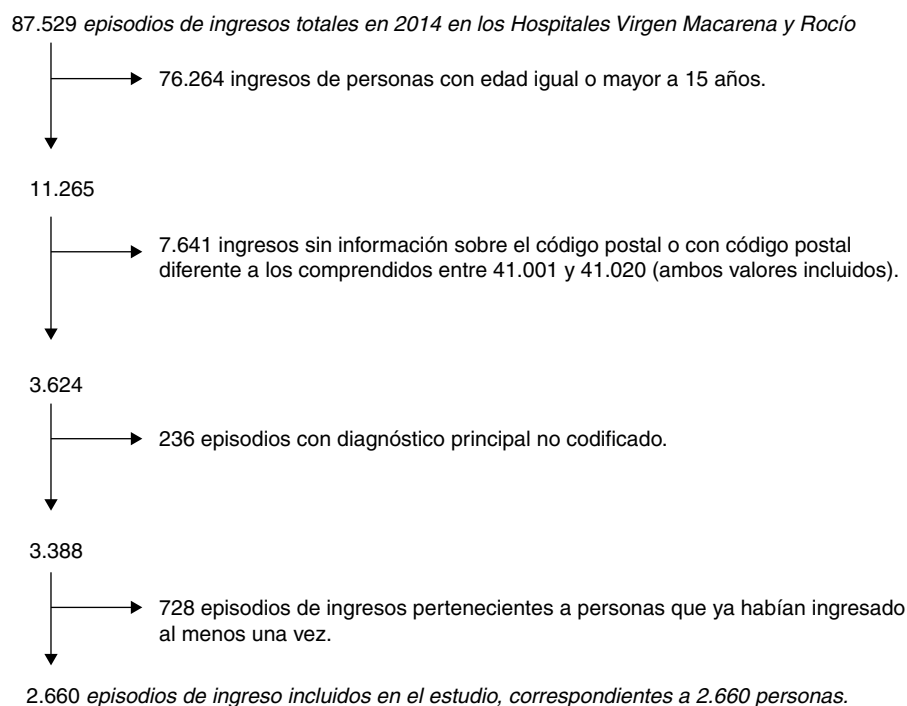 87.529 episodios de ingresos totales en 2014 en los Hospitales Virgen Macarena y Rocío
76.264 ingresos de personas con edad igual o mayor a 15 años.
11.265
7.641 ingresos sin información sobre el código postal o con código postal
diferente a los comprendidos entre 41.001 y 41.020 (ambos valores incluidos).
3.624
236 episodios con diagnóstico principal no codificado.
3.388
728 episodios de ingresos pertenecientes a personas que ya habían ingresado
al menos una vez.
2.660 episodios de ingreso incluidos en el estudio, correspondientes a 2.660 personas.